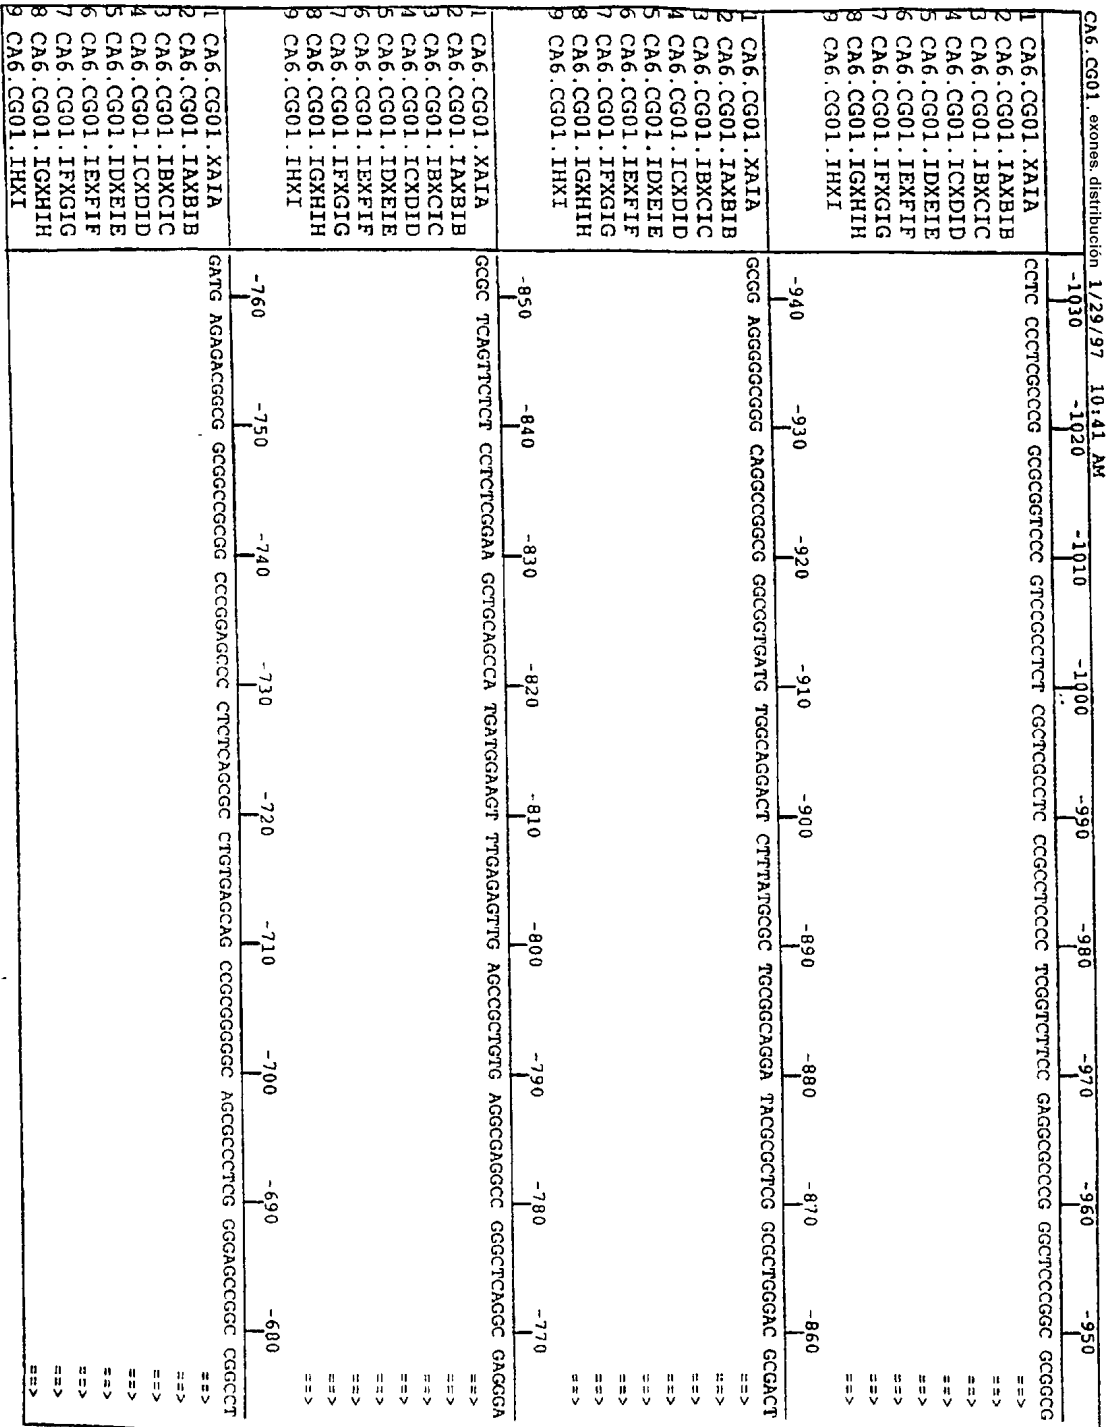 CA6.CG01. exones. distribución 1/29/97 10:41 AM
-1030 -1020 -1010 -1000 -990 -980 -970 -960 -950
1 CA6.CG01.XAIA CCTC CCCTCGCCCG GCGCGGTCCC GTCCGCCTCT CGCTCGCCTC CCGCCTCCCC TCGGTCTTCC GAGGCGCCCG GGCTCCCGGC GCGGCG ==>
2 CA6.CG01.IAXBIB ==>
3 CA6.CG01.IBXCIC ==>
4 CA6.CG01.ICXDID ==>
5 CA6.CG01.IDXEIE ==>
6 CA6.CG01.IEXFIF ==>
7 CA6.CG01.IFXGIG ==>
8 CA6.CG01.IGXHIH ==>
9 CA6.CG01.IHXI
-940 -930 -920 -910 -900 -890 -880 -870 -860
1 CA6.CG01.XAIA GCGG AGGGGCGGG CAGGCCGGCG GGCGGTGATG TGGCAGGACT CTTTATGCGC TGCGGCAGGA TACGCGCTCG GCGCTGGGAC GCGACT ==>
2 CA6.CG01.IAXBIB ==>
3 CA6.CG01.IBXCIC ==>
4 CA6.CG01.ICXDID ==>
5 CA6.CG01.IDXEIE ==>
6 CA6.CG01.IEXFIF ==>
7 CA6.CG01.IFXGIG ==>
8 CA6.CG01.IGXHIH ==>
9 CA6.CG01.IHXI
-850 -840 -830 -820 -810 -800 -790 -780 -770
1 CA6.CG01.XAIA GCGC TCAGTTCTCT CCTCTCGGAA GCTGCAGCCA TGATGGAAGT TTGAGAGTTG AGCCGCTGTG AGGCGAGGCC GGGCTCAGGC GAGGGA ==>
2 CA6.CG01.IAXBIB ==>
3 CA6.CG01.IBXCIC ==>
4 CA6.CG01.ICXDID ==>
5 CA6.CG01.IDXEIE ==>
6 CA6.CG01.IEXFIF ==>
7 CA6.CG01.IFXGIG ==>
8 CA6.CG01.IGXHIH ==>
9 CA6.CG01.IHXI
-760 -750 -740 -730 -720 -710 -700 -690 -680
1 CA6.CG01.XAIA GATG AGAGACGGCG GCGGCCGCGG CCCGGAGCCC CTCTCAGCGC CTGTGAGCAG CCGCGGGGGC AGCGCCCTCG GGGAGCCGGC CGGCCT ==>
2 CA6.CG01.IAXBIB ==>
3 CA6.CG01.IBXCIC ==>
4 CA6.CG01.ICXDID ==>
5 CA6.CG01.IDXEIE ==>
6 CA6.CG01.IEXFIF ==>
7 CA6.CG01.IFXGIG ==>
8 CA6.CG01.IGXHIH ==>
9 CA6.CG01.IHXI